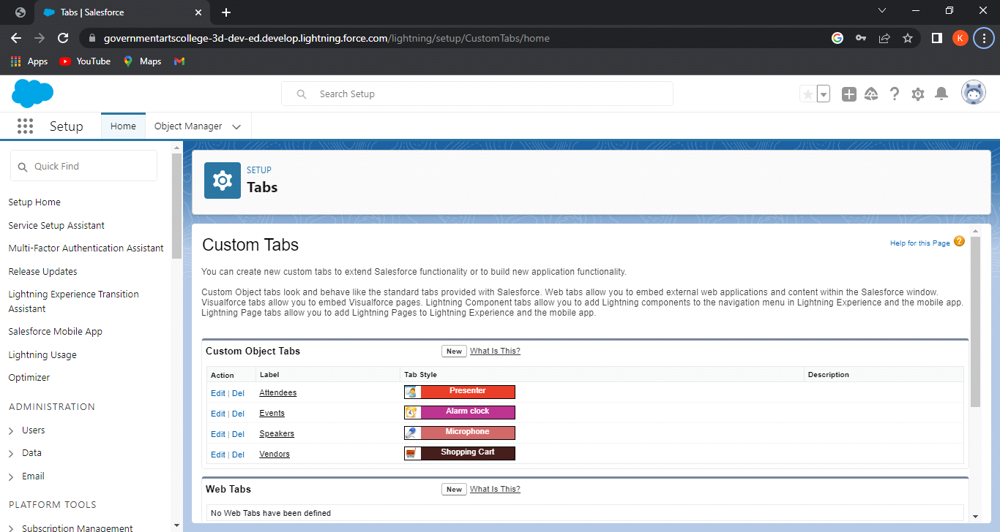 Tabs | Salesforce
governmentartscollege-3d-dev-ed.develop.lightning.force.com/lightning/setup/CustomTabs/home
K
Apps YouTube Maps
Search Setup
Setup Home Object Manager
Quick Find
Setup Home
Service Setup Assistant
Multi-Factor Authentication Assistant
Release Updates
Lightning Experience Transition
Assistant
Salesforce Mobile App
Lightning Usage
Optimizer
ADMINISTRATION
Users
Data
Email
PLATFORM TOOLS
Subscription Management
SETUP
Tabs
Custom Tabs
Help for this Page ?
You can create new custom tabs to extend Salesforce functionality or to build new application functionality.
Custom Object tabs look and behave like the standard tabs provided with Salesforce. Web tabs allow you to embed external web applications and content within the Salesforce window.
Visualforce tabs allow you to embed Visualforce pages. Lightning Component tabs allow you to add Lightning components to the navigation menu in Lightning Experience and the mobile app.
Lightning Page tabs allow you to add Lightning Pages to Lightning Experience and the mobile app.
Custom Object Tabs New What Is This?
Action Label Tab Style Description
Edit | Del Attendees Presenter
Edit | Del Events Alarm clock
Edit | Del Speakers Microphone
Edit | Del Vendors Shopping Cart
Web Tabs New What Is This?
No Web Tabs have been defined